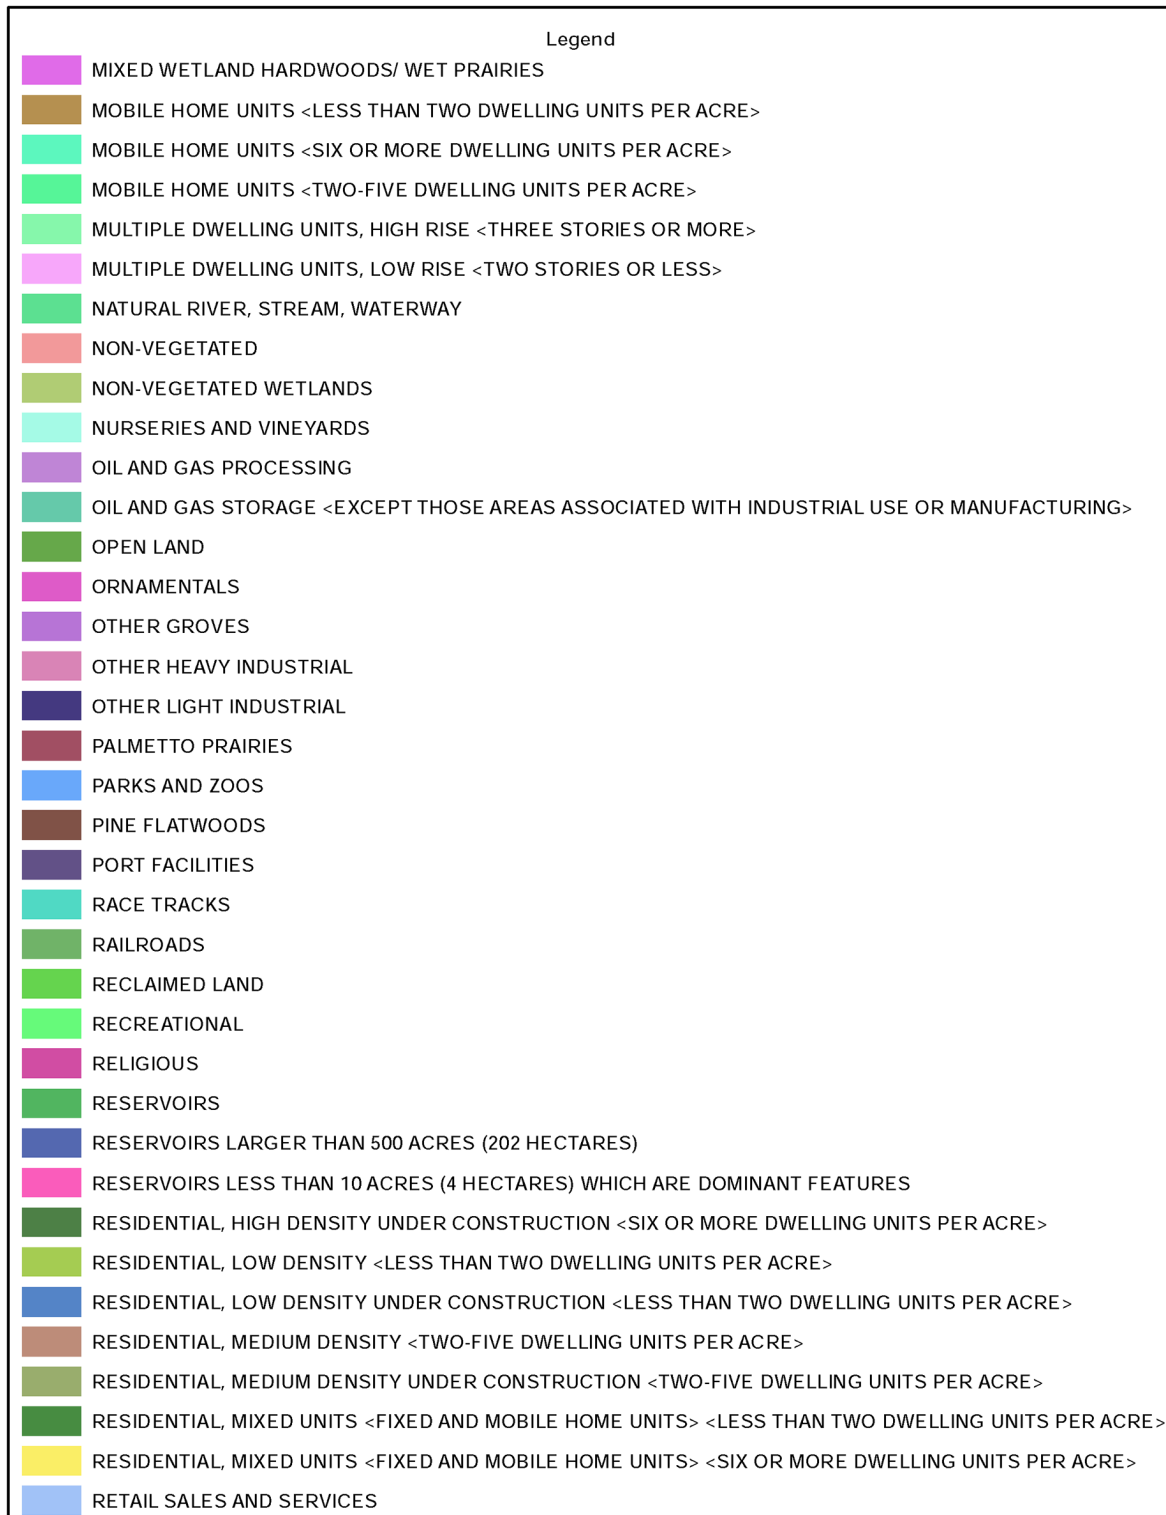 Legend
MIXED WETLAND HARDWOODS/ WET PRAIRIES
MOBILE HOME UNITS <LESS THAN TWO DWELLING UNITS PER ACRE>
MOBILE HOME UNITS <SIX OR MORE DWELLING UNITS PER ACRE>
MOBILE HOME UNITS <TWO-FIVE DWELLING UNITS PER ACRE>
MULTIPLE DWELLING UNITS, HIGH RISE <THREE STORIES OR MORE>
MULTIPLE DWELLING UNITS, LOW RISE <TWO STORIES OR LESS>
NATURAL RIVER, STREAM, WATERWAY
NON-VEGETATED
NON-VEGETATED WETLANDS
NURSERIES AND VINEYARDS
OIL AND GAS PROCESSING
OIL AND GAS STORAGE <EXCEPT THOSE AREAS ASSOCIATED WITH INDUSTRIAL USE OR MANUFACTURING>
OPEN LAND
ORNAMENTALS
OTHER GROVES
OTHER HEAVY INDUSTRIAL
OTHER LIGHT INDUSTRIAL
PALMETTO PRAIRIES
PARKS AND ZOOS
PINE FLATWOODS
PORT FACILITIES
RACE TRACKS
RAILROADS
RECLAIMED LAND
RECREATIONAL
RELIGIOUS
RESERVOIRS
RESERVOIRS LARGER THAN 500 ACRES (202 HECTARES)
RESERVOIRS LESS THAN 10 ACRES (4 HECTARES) WHICH ARE DOMINANT FEATURES
RESIDENTIAL, HIGH DENSITY UNDER CONSTRUCTION <SIX OR MORE DWELLING UNITS PER ACRE>
RESIDENTIAL, LOW DENSITY <LESS THAN TWO DWELLING UNITS PER ACRE>
RESIDENTIAL, LOW DENSITY UNDER CONSTRUCTION <LESS THAN TWO DWELLING UNITS PER ACRE>
RESIDENTIAL, MEDIUM DENSITY <TWO-FIVE DWELLING UNITS PER ACRE>
RESIDENTIAL, MEDIUM DENSITY UNDER CONSTRUCTION <TWO-FIVE DWELLING UNITS PER ACRE>
RESIDENTIAL, MIXED UNITS <FIXED AND MOBILE HOME UNITS> <LESS THAN TWO DWELLING UNITS PER ACRE>
RESIDENTIAL, MIXED UNITS <FIXED AND MOBILE HOME UNITS> <SIX OR MORE DWELLING UNITS PER ACRE>
RETAIL SALES AND SERVICES